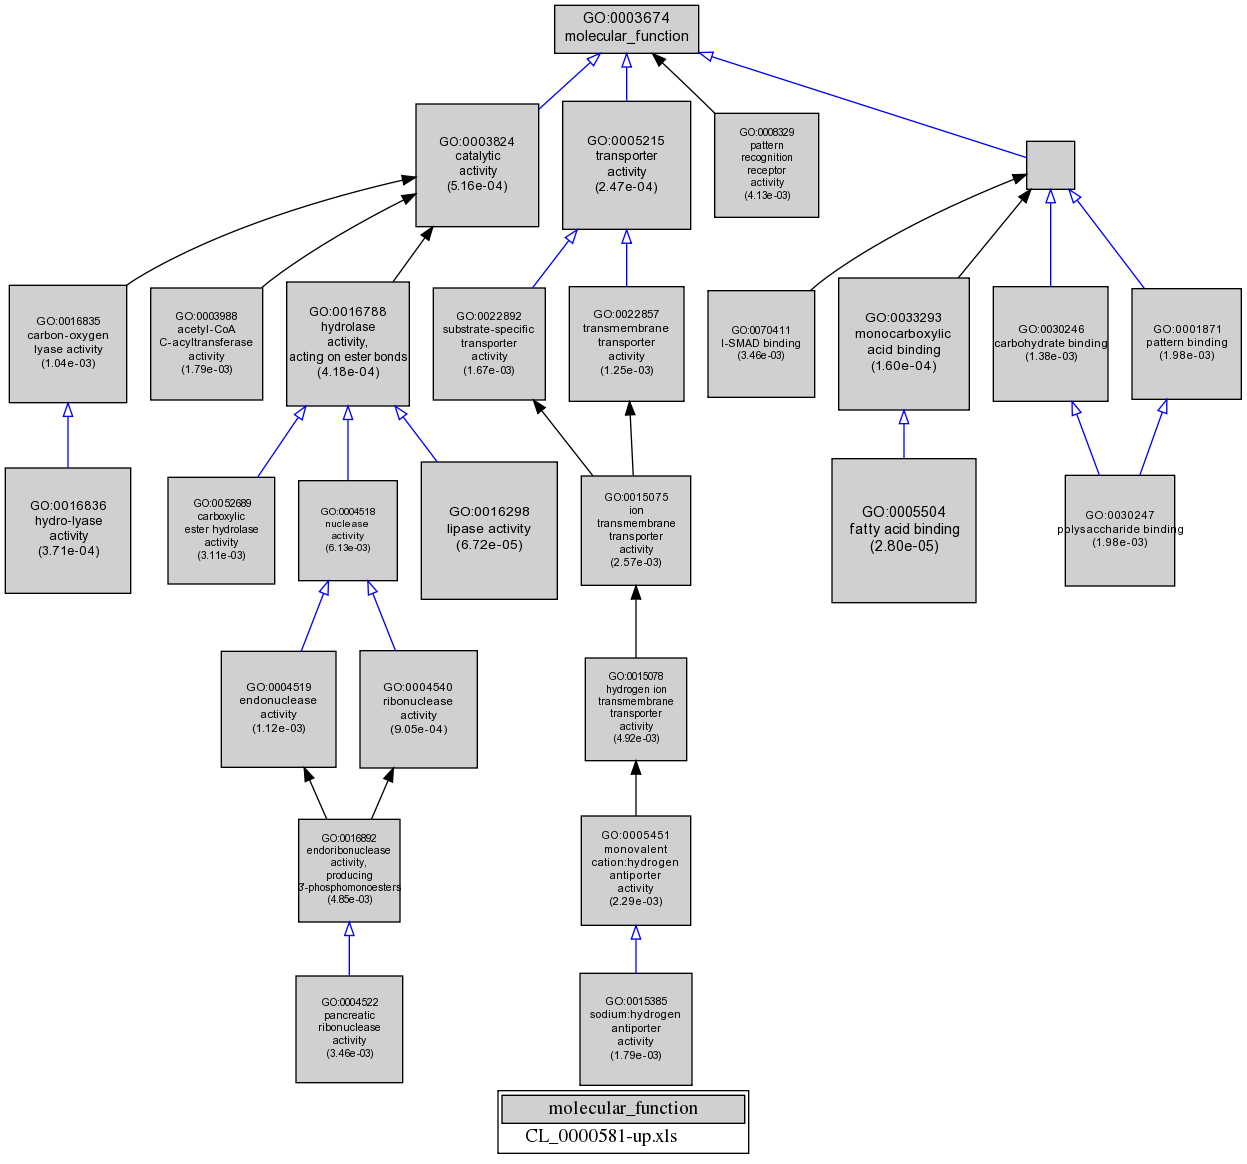 GO:0003674
molecular_function
GO:0003824
catalytic
activity
(5.16e-04)
GO:0005215
transporter
activity
(2.47e-04)
GO:0008329
pattern
recognition
receptor
activity
(4.13e-03)
GO:0016835
carbon-oxygen
lyase activity
(1.04e-03)
GO:0003988
acetyl-CoA
C-acyltransferase
activity
(1.79e-03)
GO:0016788
hydrolase
activity,
acting on ester bonds
(4.18e-04)
GO:0022892
substrate-specific
transporter
activity
(1.67e-03)
GO:0022857
transmembrane
transporter
activity
(1.25e-03)
GO:0070411
I-SMAD binding
(3.46e-03)
GO:0033293
monocarboxylic
acid binding
(1.60e-04)
GO:0030246
carbohydrate binding
(1.38e-03)
GO:0001871
pattern binding
(1.98e-03)
GO:0016836
hydro-lyase
activity
(3.71e-04)
GO:0052689
carboxylic
ester hydrolase
activity
(3.11e-03)
GO:0004518
nuclease
activity
(6.13e-03)
GO:0016298
lipase activity
(6.72e-05)
GO:0015075
ion
transmembrane
transporter
activity
(2.57e-03)
GO:0005504
fatty acid binding
(2.80e-05)
GO:0030247
polysaccharide binding
(1.98e-03)
GO:0004519
endonuclease
activity
(1.12e-03)
GO:0004540
ribonuclease
activity
(9.05e-04)
GO:0015078
hydrogen ion
transmembrane
transporter
activity
(4.92e-03)
GO:0016892
endoribonuclease
activity,
producing
3'-phosphomonoesters
(4.85e-03)
GO:0005451
monovalent
cation:hydrogen
antiporter
activity
(2.29e-03)
GO:0004522
pancreatic
ribonuclease
activity
(3.46e-03)
GO:0015385
sodium:hydrogen
antiporter
activity
(1.79e-03)
molecular_function
CL_0000581-up.xls